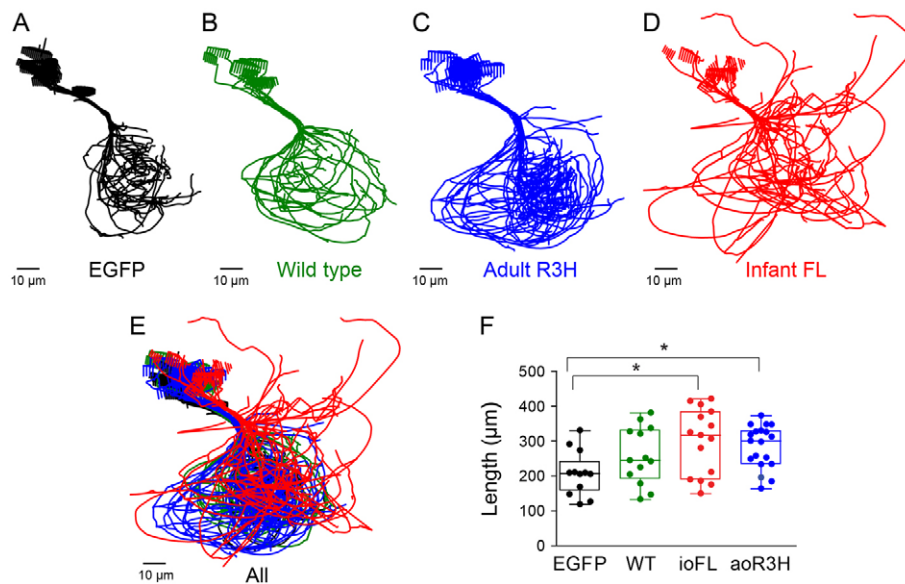 A
B
C
D
10 µm
EGFP
10 µm
Wild type
10 µm
Adult R3H
10 µm
Infant FL
E
10 µm
All
F
*
*
Length (µm)
500
400
300
200
100
0
EGFP WT ioFL aoR3H